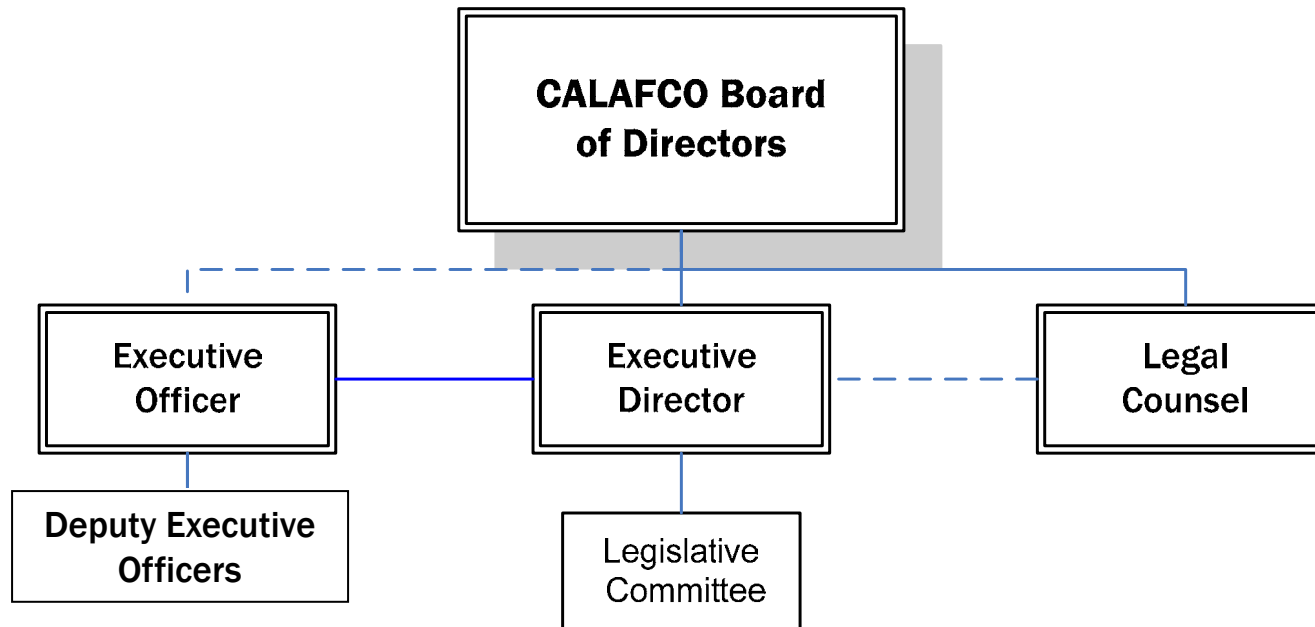 CALAFCO Board
of Directors
Executive
Officer
Executive
Director
Legal
Counsel
Deputy Executive
Officers
Legislative
Committee